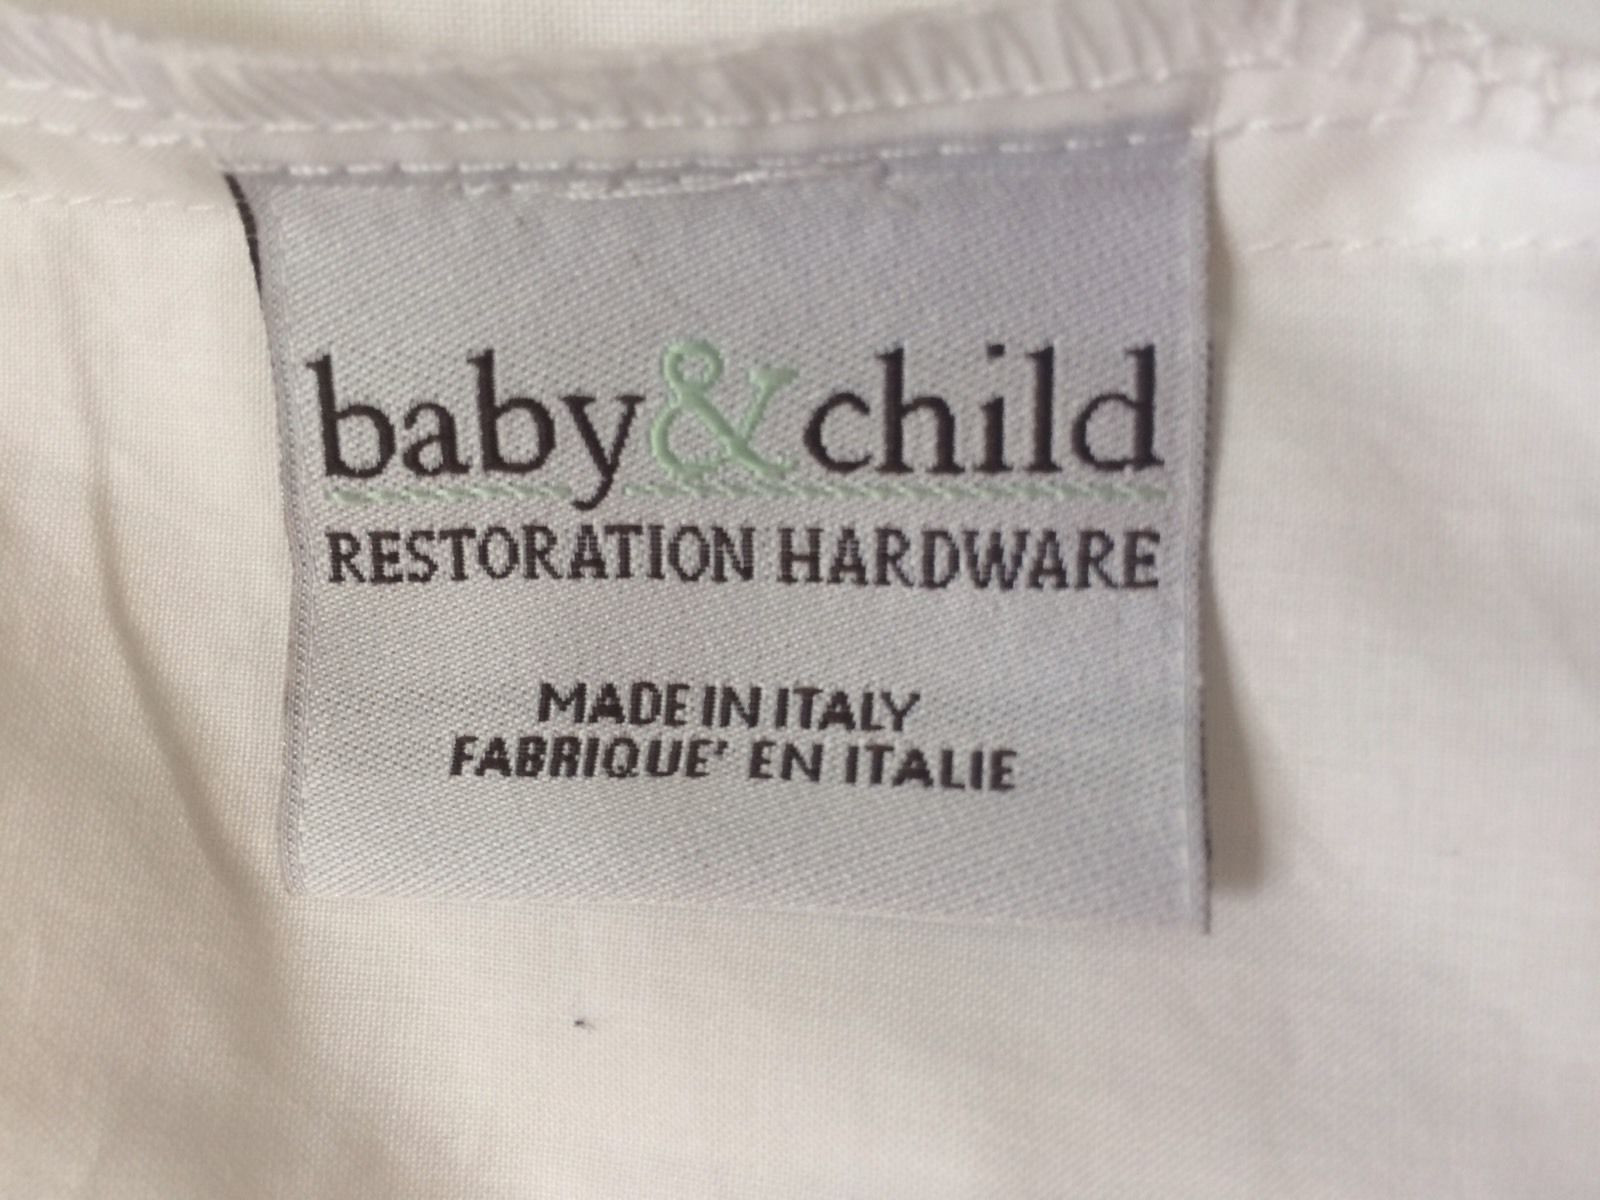 baby&child
RESTORATION HARDWARE
MADE IN ITALY
FABRIQUE' EN ITALIE